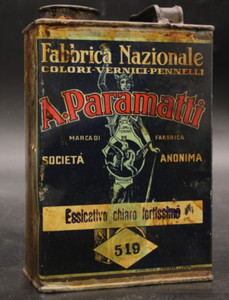 Fabbrica Nazionale
COLORI-VERNICI-PENNELLI
A.Paramatti
MARCA DI FABBRICA
SOCIETÀ ANONIMA
Essicativo chiaro fortissimo
519